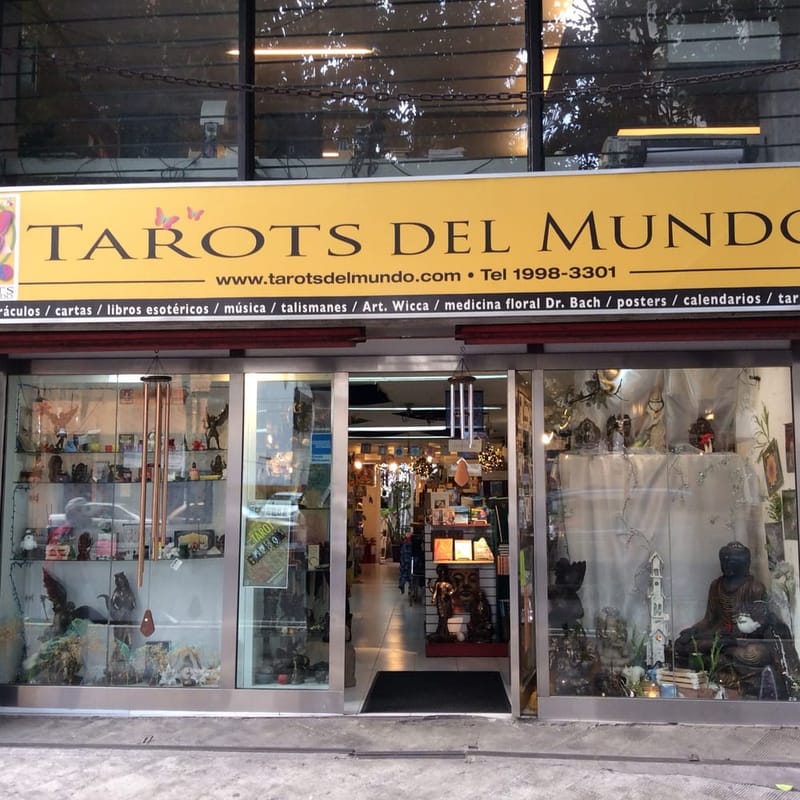 TAROTS DEL MUNDO
www.tarotsdelmundo.com • Tel 1998-3301
ráculos / cartas / libros esotéricos / música / talismanes / Art. Wicca / medicina floral Dr. Bach / posters / calendarios / tar